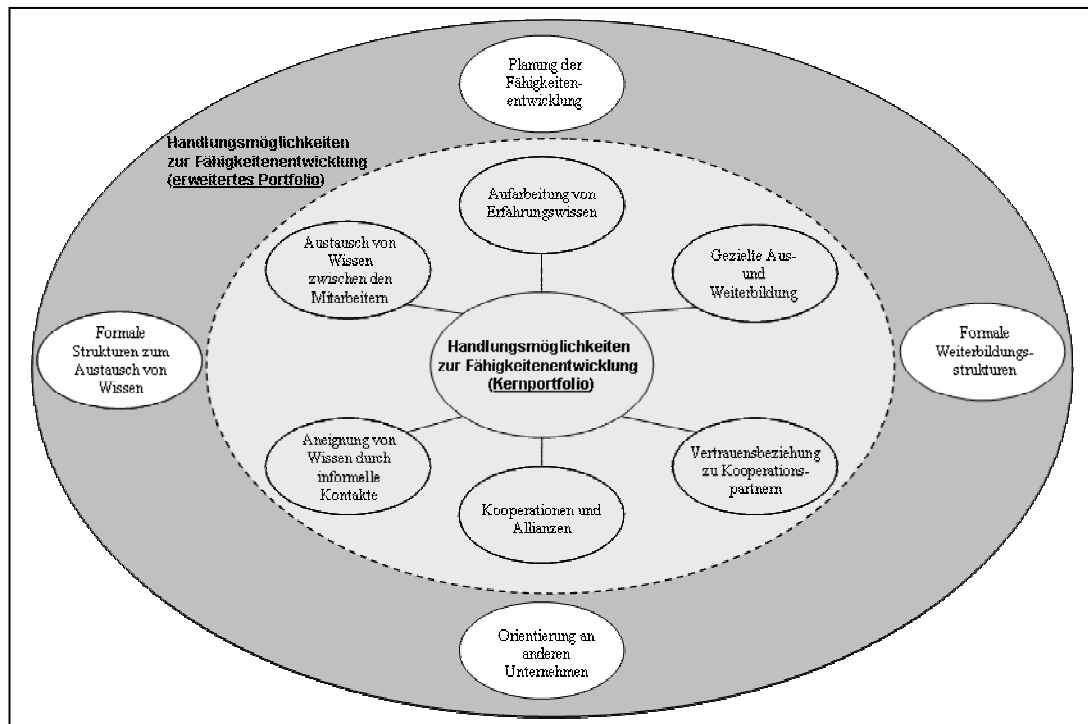 Planung der
Fähigkeiten-
entwicklung
Handlungsmöglichkeiten
zur Fähigkeitenentwicklung
(erweitertes Portfolio)
Aufarbeitung von
Erfahrungswissen
Austausch von
Wissen
zwischen den
Mitarbeitern
Gezielte Aus-
und
Weiterbildung
Formale
Strukturen zum
Austausch von
Wissen
Handlungsmöglichkeiten
zur Fähigkeitenentwicklung
(Kernportfolio)
Formale
Weiterbildungs-
strukturen
Aneignung von
Wissen durch
informelle
Kontakte
Kooperationen und
Allianzen
Vertrauensbeziehung
zu Kooperations-
partnern
Orientierung an
anderen
Unternehmen